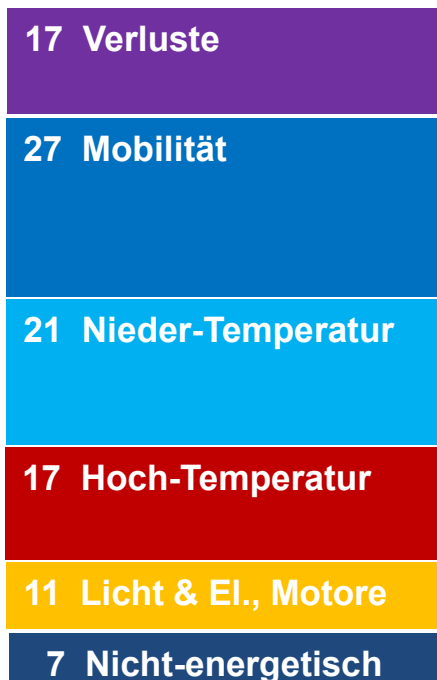 17 Verluste
27 Mobilität
21 Nieder-Temperatur
17 Hoch-Temperatur
11 Licht & El., Motore
7 Nicht-energetisch